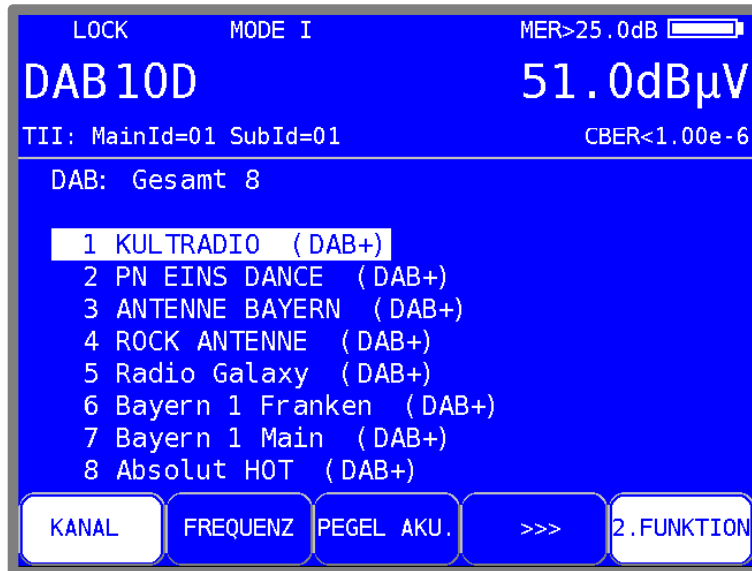 LOCK MODE I MER>25.0dB
DAB10D 51.0dBµV
TII: MainId=01 SubId=01 CBER<1.00e-6
DAB: Gesamt 8
1 KULTRADIO (DAB+)
2 PN EINS DANCE (DAB+)
3 ANTENNE BAYERN (DAB+)
4 ROCK ANTENNE (DAB+)
5 Radio Galaxy (DAB+)
6 Bayern 1 Franken (DAB+)
7 Bayern 1 Main (DAB+)
8 Absolut HOT (DAB+)
KANAL FREQUENZ PEGEL AKU. >>> 2.FUNKTION